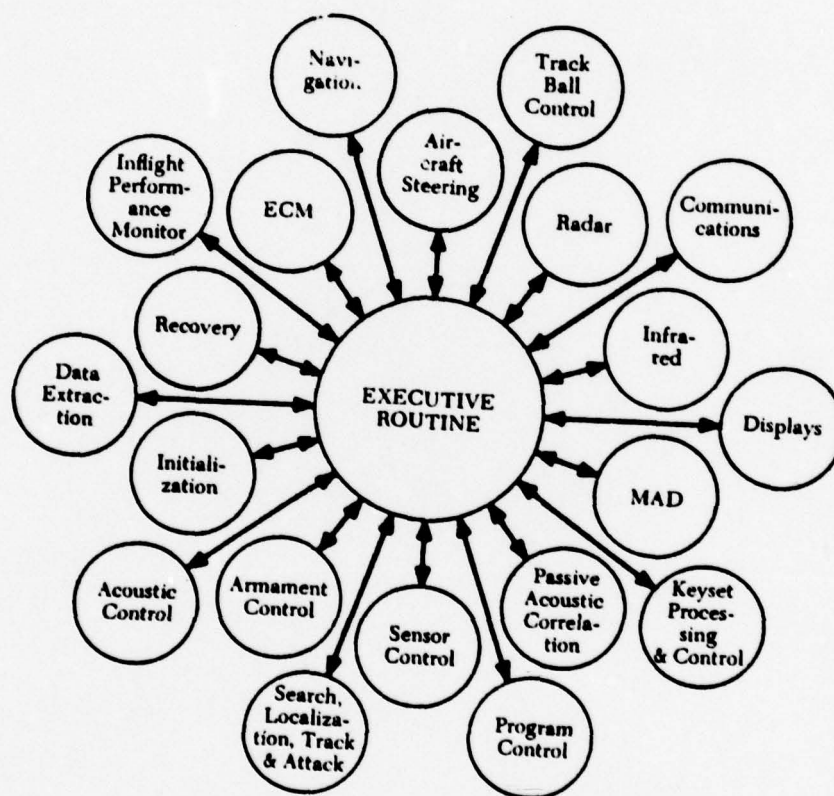 Navi-
gation
Track
Ball
Control
Air-
craft
Steering
Inflight
Perform-
ance
Monitor
ECM
Radar
Communi-
cations
Recovery
Infra-
red
Data
Extrac-
tion
EXECUTIVE
ROUTINE
Displays
Initiali-
zation
MAD
Acoustic
Control
Armament
Control
Sensor
Control
Passive
Acoustic
Correla-
tion
Keyset
Proces-
sing
& Control
Search,
Localiza-
tion, Track
& Attack
Program
Control